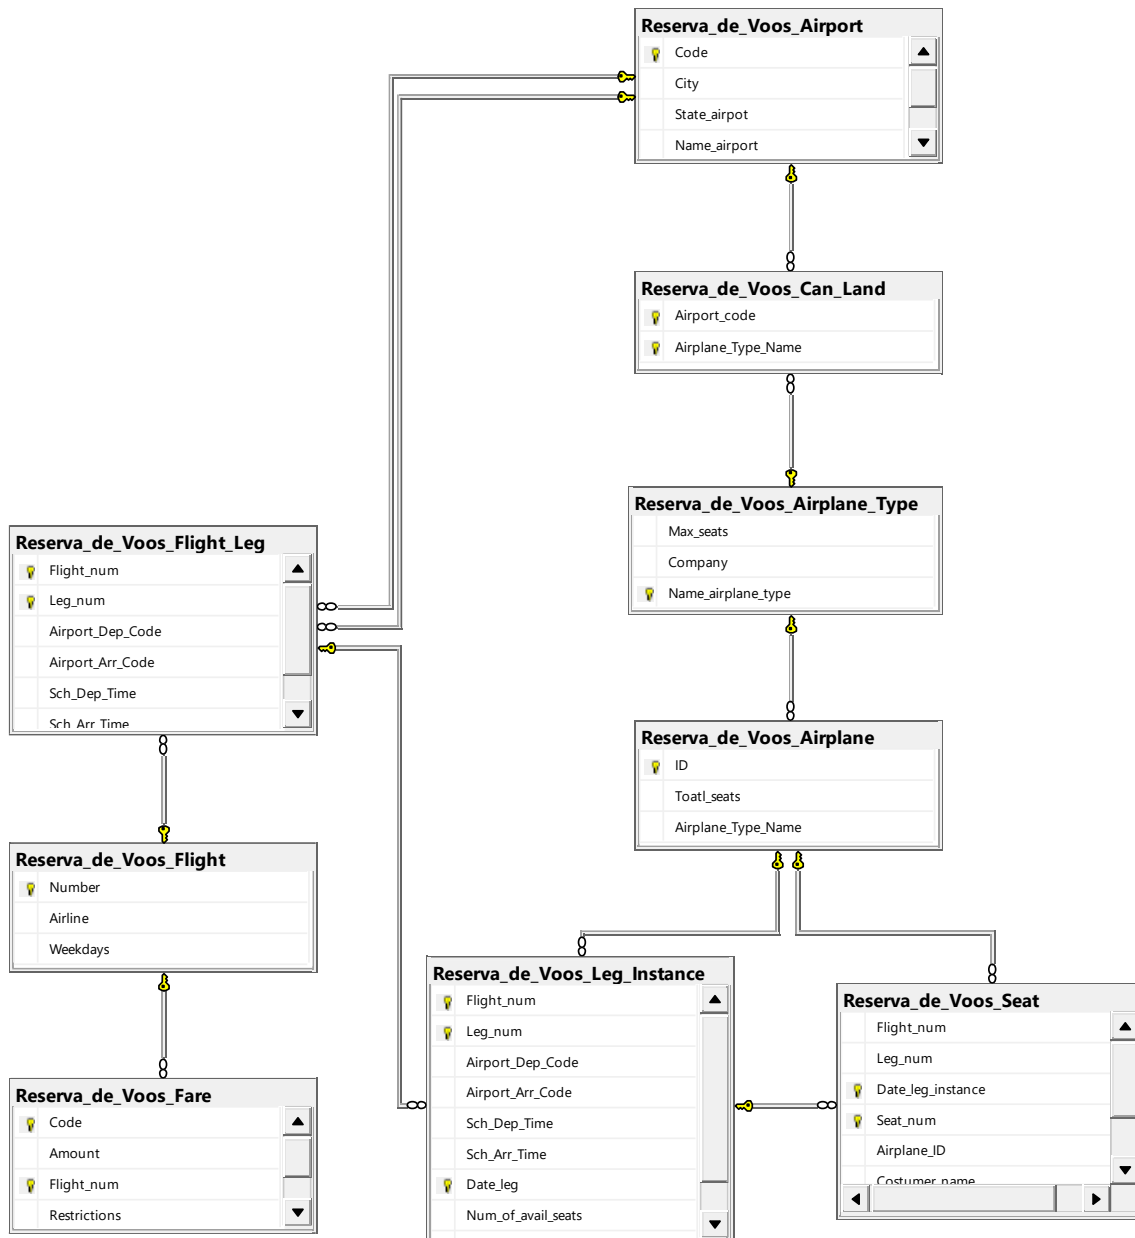 Reserva_de_Voos_Airport
Code
City
State_airpot
Name_airport
Reserva_de_Voos_Can_Land
Airport_code
Airplane_Type_Name
Reserva_de_Voos_Airplane_Type
Max_seats
Company
Name_airplane_type
Reserva_de_Voos_Flight_Leg
Flight_num
Leg_num
Airport_Dep_Code
Airport_Arr_Code
Sch_Dep_Time
Sch_Arr_Time
Reserva_de_Voos_Airplane
ID
Toatl_seats
Airplane_Type_Name
Reserva_de_Voos_Flight
Number
Airline
Weekdays
Reserva_de_Voos_Leg_Instance
Flight_num
Leg_num
Airport_Dep_Code
Airport_Arr_Code
Sch_Dep_Time
Sch_Arr_Time
Date_leg
Num_of_avail_seats
Reserva_de_Voos_Seat
Flight_num
Leg_num
Date_leg_instance
Seat_num
Airplane_ID
Costumer_name
Reserva_de_Voos_Fare
Code
Amount
Flight_num
Restrictions